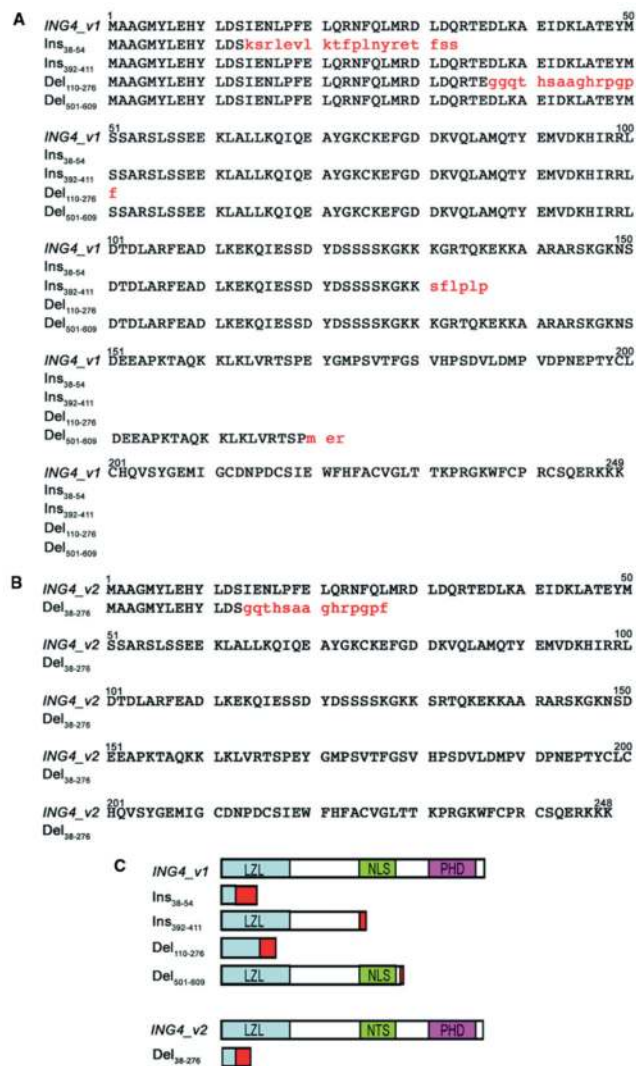 A
1 50
ING4_v1 MAAGMYLEHY LDSIENLPFE LQRNFQLMRD LDQRTEDLKA EIDKLATEYM
Ins38-54 MAAGMYLEHY LDSksrlevl ktfplnyret fss
Ins392-411 MAAGMYLEHY LDSIENLPFE LQRNFQLMRD LDQRTEDLKA EIDKLATEYM
Del110-276 MAAGMYLEHY LDSIENLPFE LQRNFQLMRD LDQRTEggqt hsaaghrpgp
Del501-609 MAAGMYLEHY LDSIENLPFE LQRNFQLMRD LDQRTEDLKA EIDKLATEYM
51 100
ING4_v1 SSARSLSSEE KLALLKQIQE AYGKCKEFGD DKVQLAMQTY EMVDKHIRRL
Ins38-54
Ins392-411 SSARSLSSEE KLALLKQIQE AYGKCKEFGD DKVQLAMQTY EMVDKHIRRL
Del110-276 f
Del501-609 SSARSLSSEE KLALLKQIQE AYGKCKEFGD DKVQLAMQTY EMVDKHIRRL
101 150
ING4_v1 DTDLARFEAD LKEKQIESSD YDSSSSKGKK KGRTQKEKKA ARARSKGKNS
Ins38-54
Ins392-411 DTDLARFEAD LKEKQIESSD YDSSSSKGKK sflplp
Del110-276
Del501-609 DTDLARFEAD LKEKQIESSD YDSSSSKGKK KGRTQKEKKA ARARSKGKNS
151 200
ING4_v1 DEEAPKTAQK KLKLVRTSPE YGMPSVTFGS VHPSDVLDMP VDPNEPTYCL
Ins38-54
Ins392-411
Del110-276
Del501-609 DEEAPKTAQK KLKLVRTSPm er
201 249
ING4_v1 CHQVSYGEMI GCDNPDCSIE WFHFACVGLT TKPRGKWFCP RCSQERKKK
Ins38-54
Ins392-411
Del110-276
Del501-609
B
1 50
ING4_v2 MAAGMYLEHY LDSIENLPFE LQRNFQLMRD LDQRTEDLKA EIDKLATEYM
Del38-276 MAAGMYLEHY LDSgqthsaa ghrpgpf
51 100
ING4_v2 SSARSLSSEE KLALLKQIQE AYGKCKEFGD DKVQLAMQTY EMVDKHIRRL
Del38-276
101 150
ING4_v2 DTDLARFEAD LKEKQIESSD YDSSSSKGKK SRTQKEKKAA RARSKGKNSD
Del38-276
151 200
ING4_v2 EEAPKTAQKK LKLVRTSPEY GMPSVTFGSV HPSDVLDMPV DPNEPTYCLC
Del38-276
201 248
ING4_v2 HQVSYGEMIG CDNPDCSIEW FHFACVGLTT KPRGKWFCPR CSQERKKK
Del38-276
C
ING4_v1 LZL NLS PHD
Ins38-54
Ins392-411 LZL
Del110-276
Del501-609 LZL NLS
ING4_v2 LZL NTS PHD
Del38-276